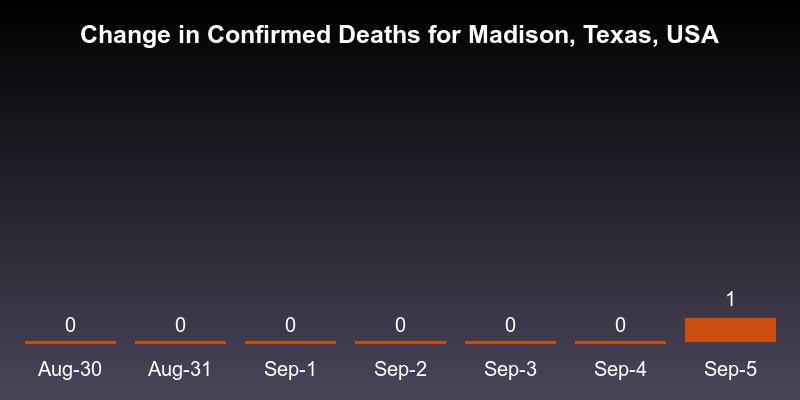 Change in Confirmed Deaths for Madison, Texas, USA
0 0 0 0 0 0 1
Aug-30 Aug-31 Sep-1 Sep-2 Sep-3 Sep-4 Sep-5